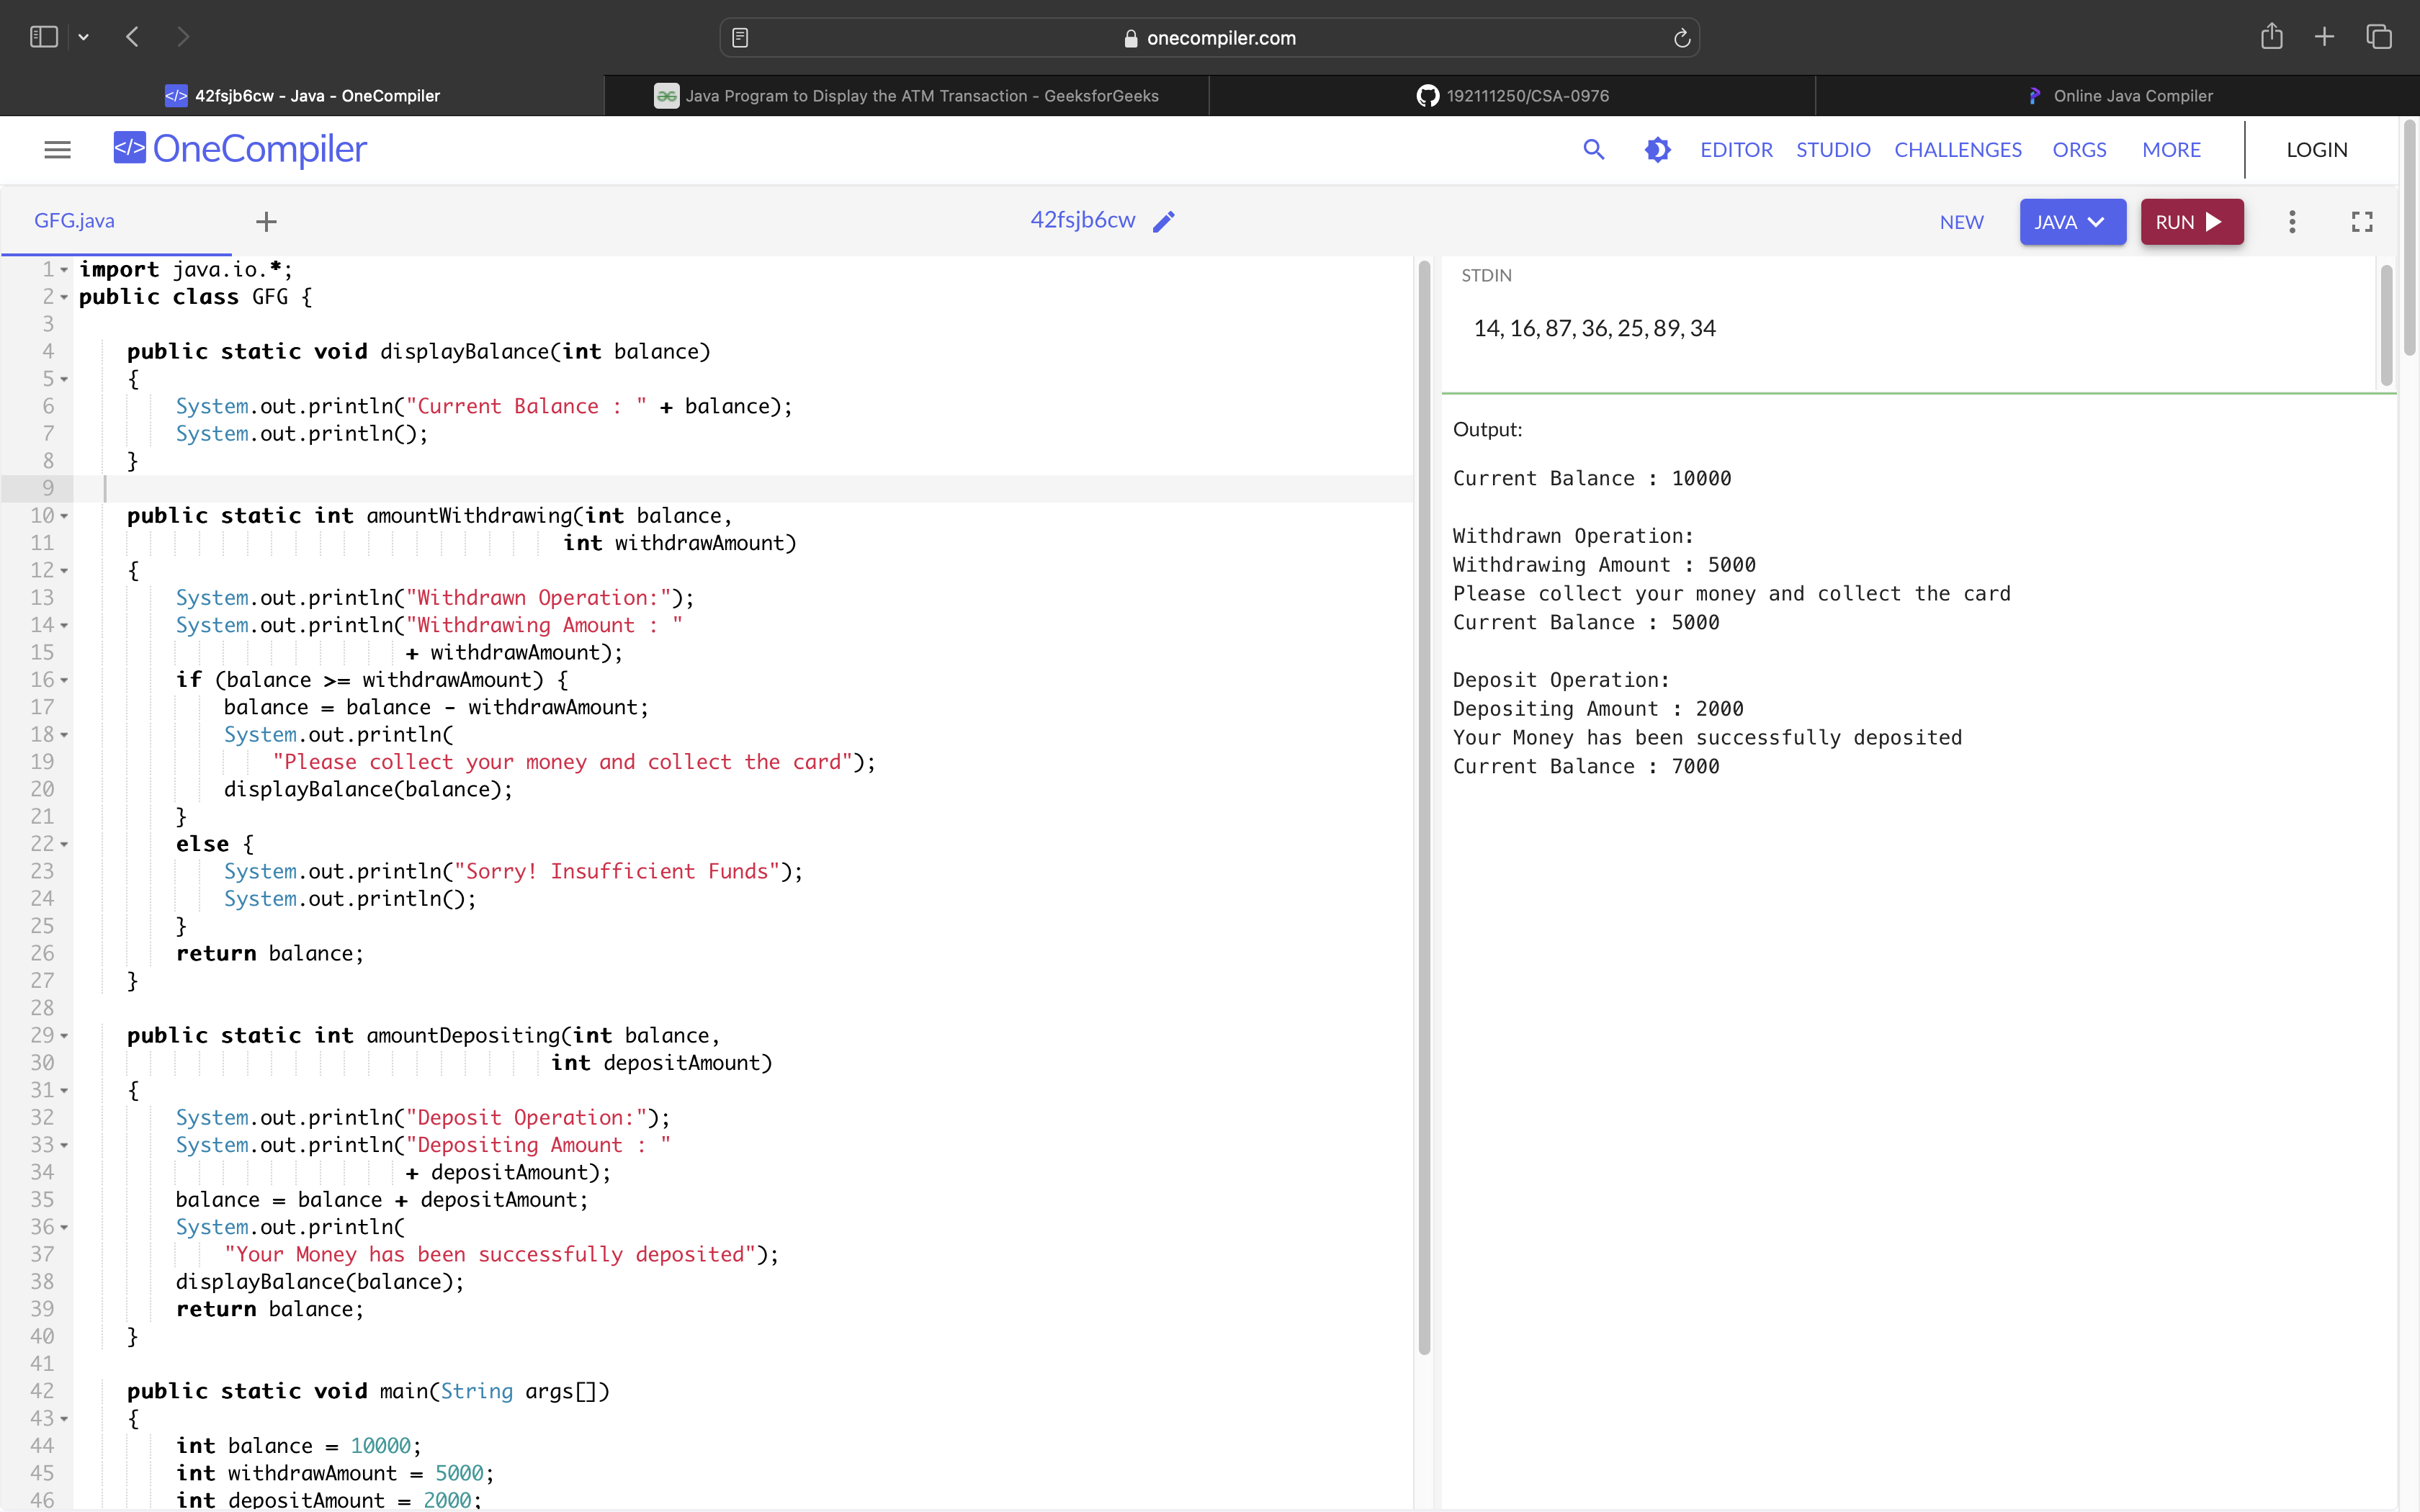 onecompiler.com
42fsjb6cw - Java - OneCompiler
Java Program to Display the ATM Transaction - GeeksforGeeks
192111250/CSA-0976
Online Java Compiler
</> OneCompiler
EDITOR STUDIO CHALLENGES ORGS MORE LOGIN
GFG.java
42fsjb6cw
NEW JAVA RUN
1 import java.io.*;
2 public class GFG {
3
4     public static void displayBalance(int balance)
5     {
6         System.out.println("Current Balance : " + balance);
7         System.out.println();
8     }
9
10     public static int amountWithdrawing(int balance,
11                                         int withdrawAmount)
12     {
13         System.out.println("Withdrawn Operation:");
14         System.out.println("Withdrawing Amount : "
15                            + withdrawAmount);
16         if (balance >= withdrawAmount) {
17             balance = balance - withdrawAmount;
18             System.out.println(
19                 "Please collect your money and collect the card");
20             displayBalance(balance);
21         }
22         else {
23             System.out.println("Sorry! Insufficient Funds");
24             System.out.println();
25         }
26         return balance;
27     }
28
29     public static int amountDepositing(int balance,
30                                        int depositAmount)
31     {
32         System.out.println("Deposit Operation:");
33         System.out.println("Depositing Amount : "
34                            + depositAmount);
35         balance = balance + depositAmount;
36         System.out.println(
37             "Your Money has been successfully deposited");
38         displayBalance(balance);
39         return balance;
40     }
41
42     public static void main(String args[])
43     {
44         int balance = 10000;
45         int withdrawAmount = 5000;
46         int depositAmount = 2000;
STDIN
14, 16, 87, 36, 25, 89, 34
Output:
Current Balance : 10000
Withdrawn Operation:
Withdrawing Amount : 5000
Please collect your money and collect the card
Current Balance : 5000
Deposit Operation:
Depositing Amount : 2000
Your Money has been successfully deposited
Current Balance : 7000